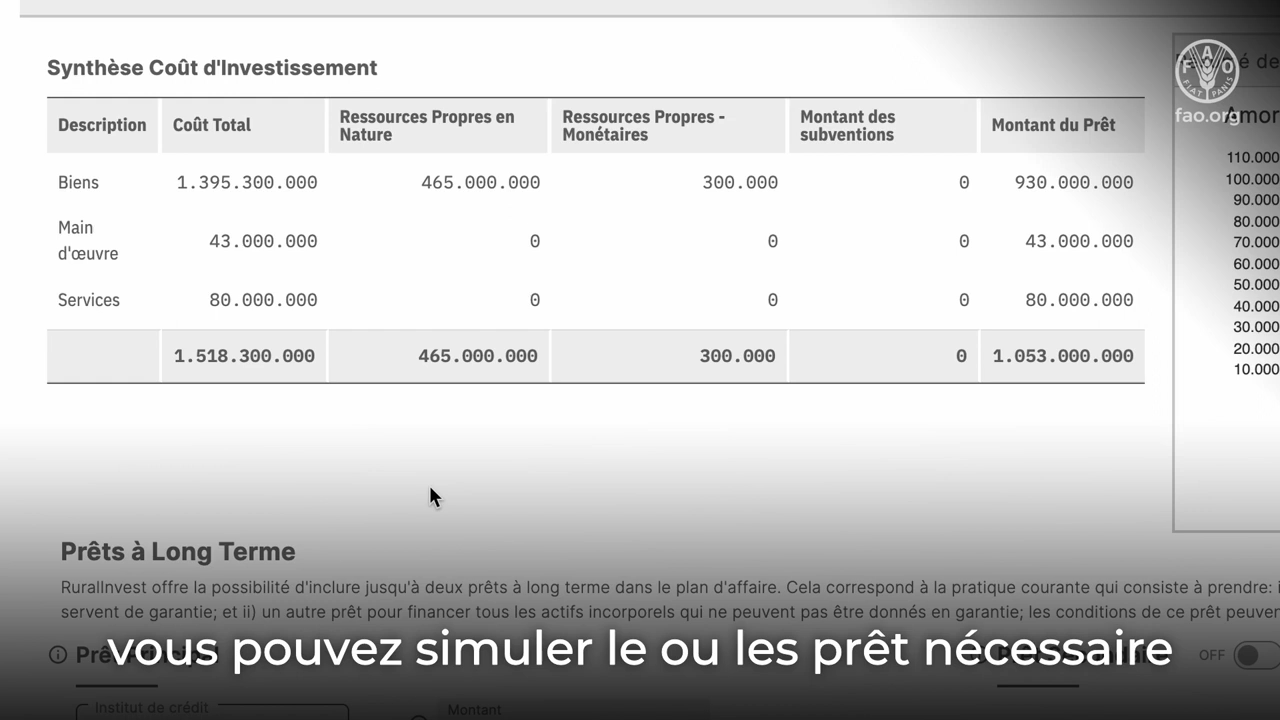 Synthèse Coût d'Investissement
Description Coût Total Ressources Propres en Nature Ressources Propres - Monétaires Montant des subventions Montant du Prêt
Biens 1.395.300.000 465.000.000 300.000 0 930.000.000
Main d'œuvre 43.000.000 0 0 0 43.000.000
Services 80.000.000 0 0 0 80.000.000
1.518.300.000 465.000.000 300.000 0 1.053.000.000
FAO
FIAT PANIS
fao.org
110.000
100.000
90.000
80.000
70.000
60.000
50.000
40.000
30.000
20.000
10.000
Prêts à Long Terme
RuralInvest offre la possibilité d'inclure jusqu'à deux prêts à long terme dans le plan d'affaire. Cela correspond à la pratique courante qui consiste à prendre:
servent de garantie; et ii) un autre prêt pour financer tous les actifs incorporels qui ne peuvent pas être donnés en garantie; les conditions de ce prêt
vous pouvez simuler le ou les prêt nécessaire
OFF
Institut de crédit
Montant